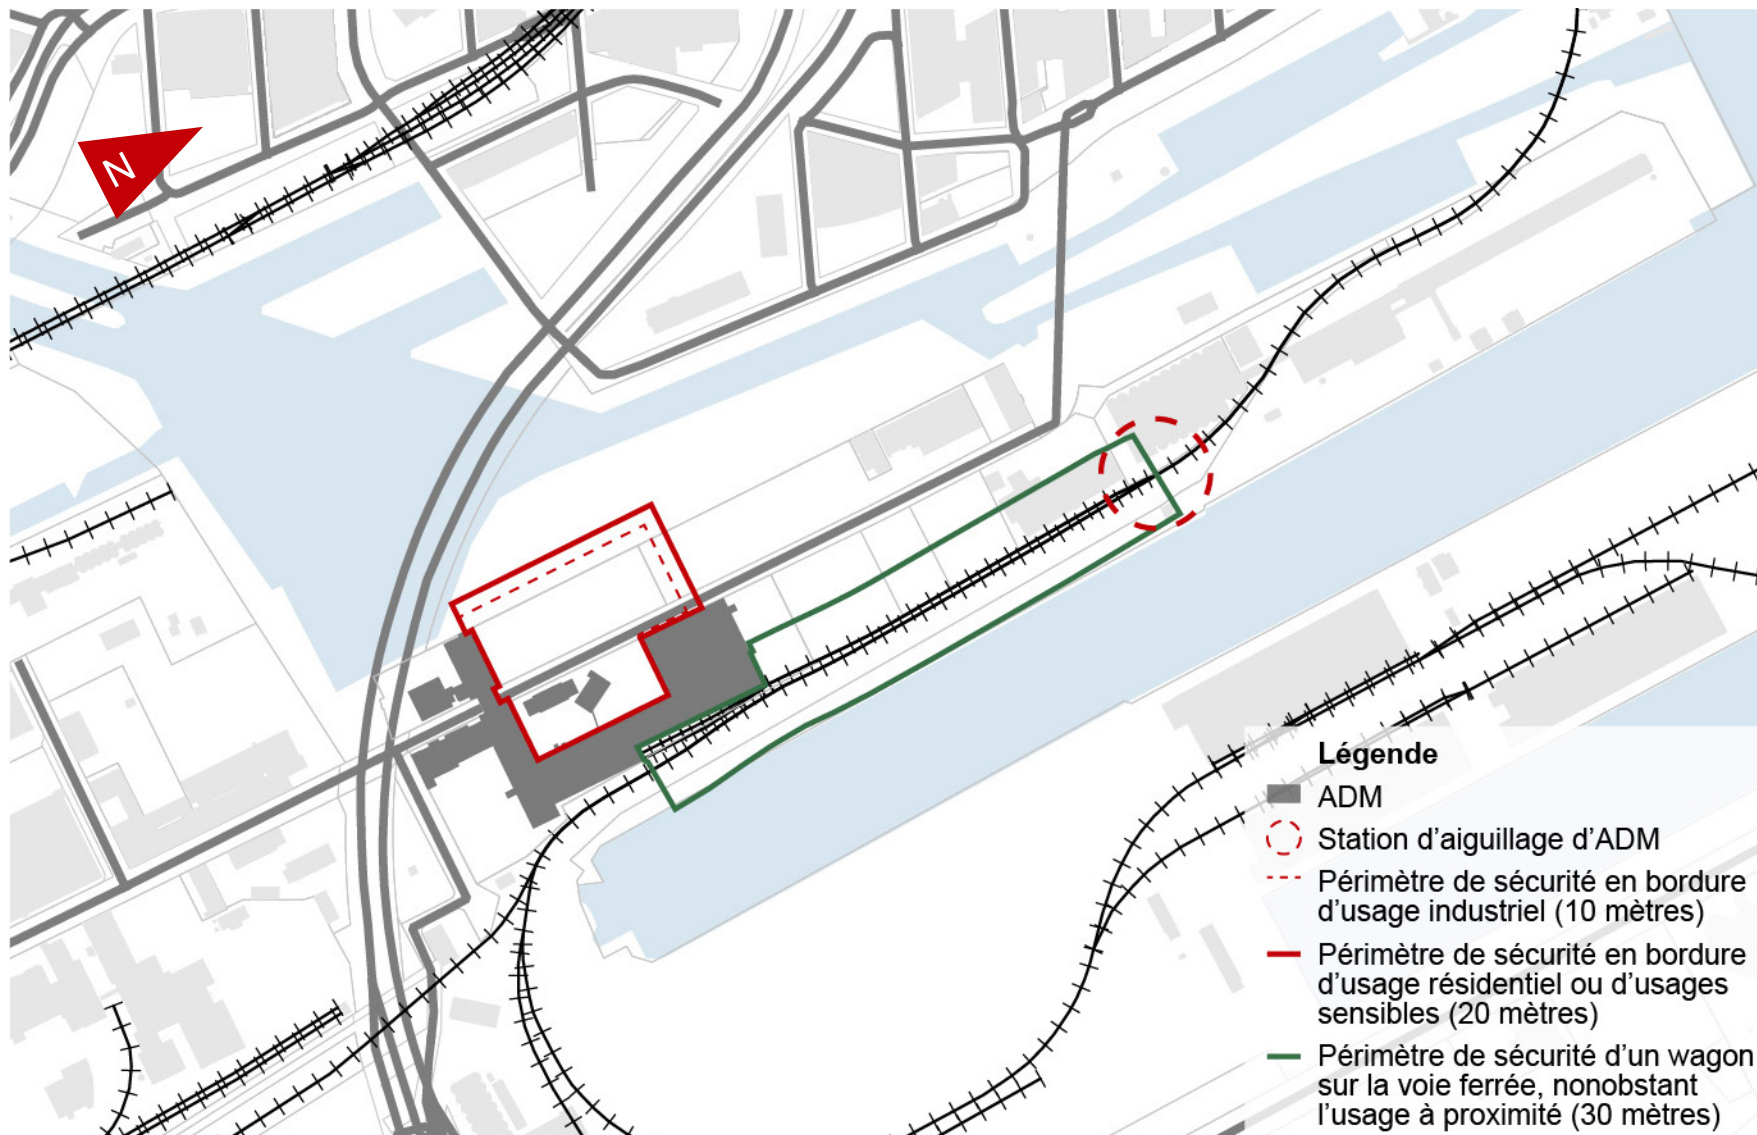 N
Légende
ADM
Station d'aiguillage d'ADM
Périmètre de sécurité en bordure
d'usage industriel (10 mètres)
Périmètre de sécurité en bordure
d'usage résidentiel ou d'usages
sensibles (20 mètres)
Périmètre de sécurité d'un wagon
sur la voie ferrée, nonobstant
l'usage à proximité (30 mètres)